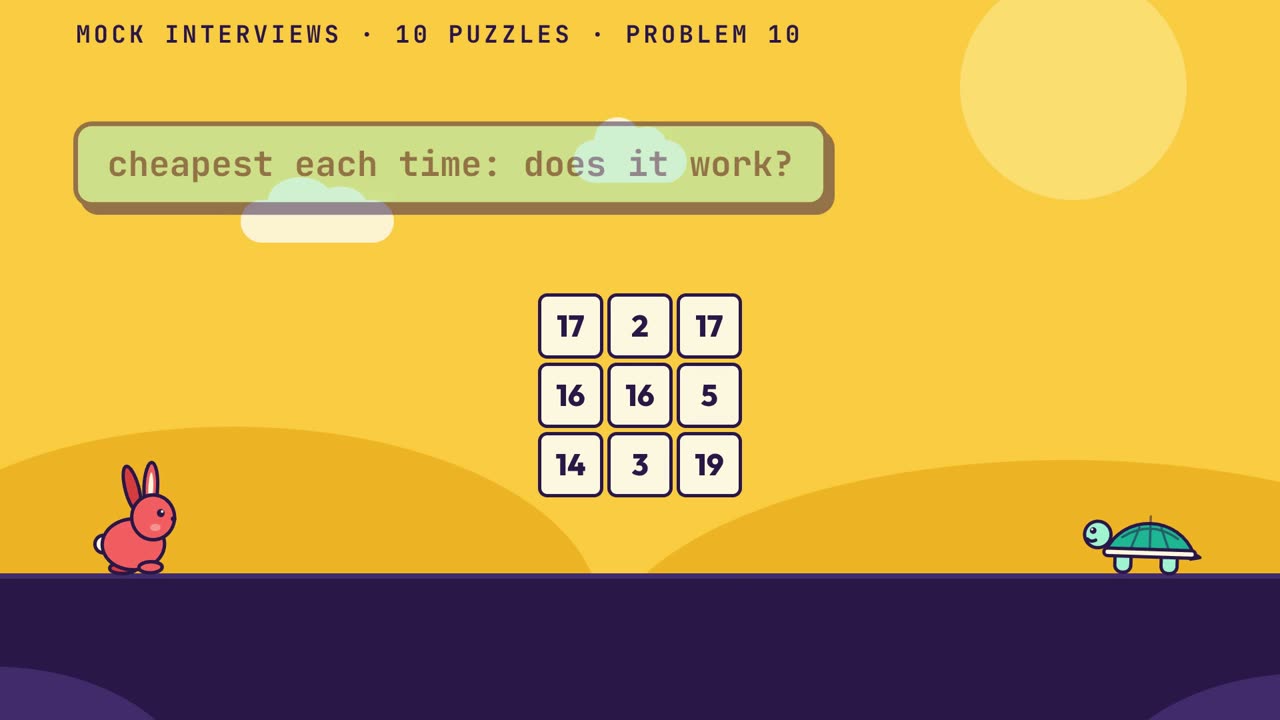 MOCK INTERVIEWS · 10 PUZZLES · PROBLEM 10
cheapest each time: does it work?
17 2 17
16 16 5
14 3 19